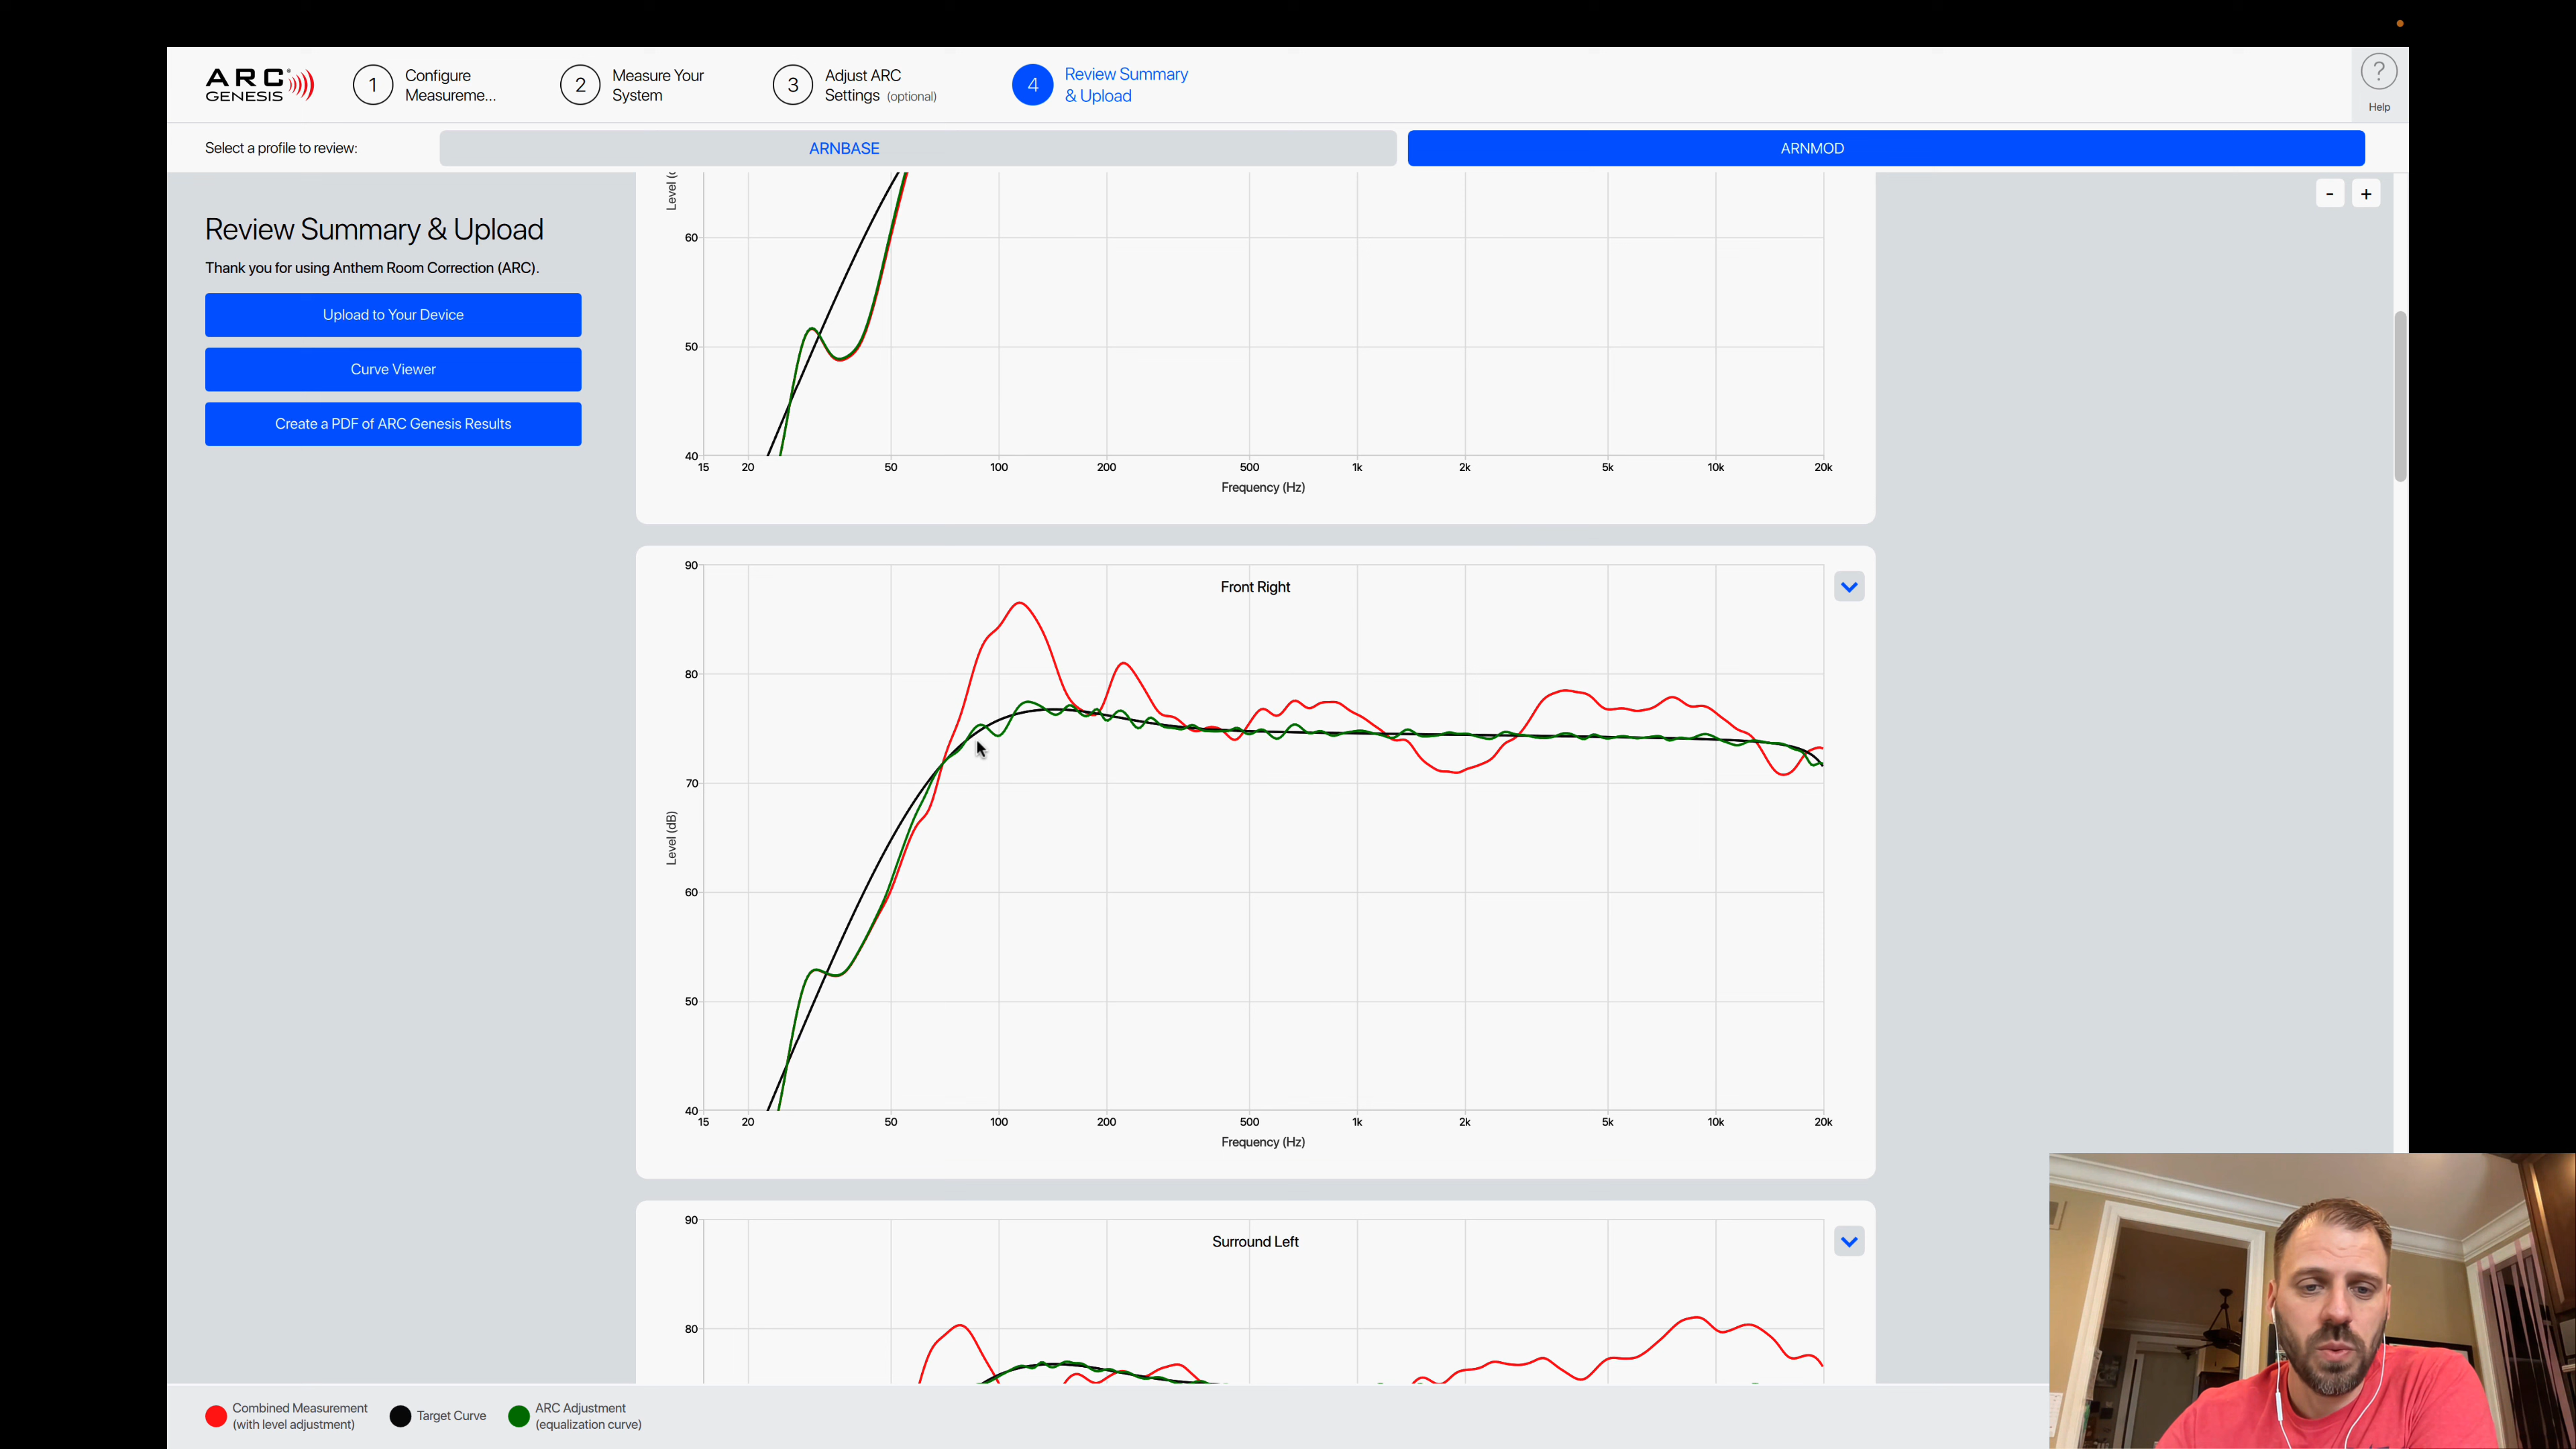 ARC
GENESIS
1
Configure
Measureme...
2
Measure Your
System
3
Adjust ARC
Settings (optional)
4
Review Summary
& Upload
?
Help
Select a profile to review:
ARNBASE
ARNMOD
- +
Review Summary & Upload
Thank you for using Anthem Room Correction (ARC).
Upload to Your Device
Curve Viewer
Create a PDF of ARC Genesis Results
60
50
40
15 20 50 100 200 500 1k 2k 5k 10k 20k
Frequency (Hz)
Front Right
90
80
70
60
50
40
Level (dB)
15 20 50 100 200 500 1k 2k 5k 10k 20k
Frequency (Hz)
90
Surround Left
80
Combined Measurement
(with level adjustment)
Target Curve
ARC Adjustment
(equalization curve)